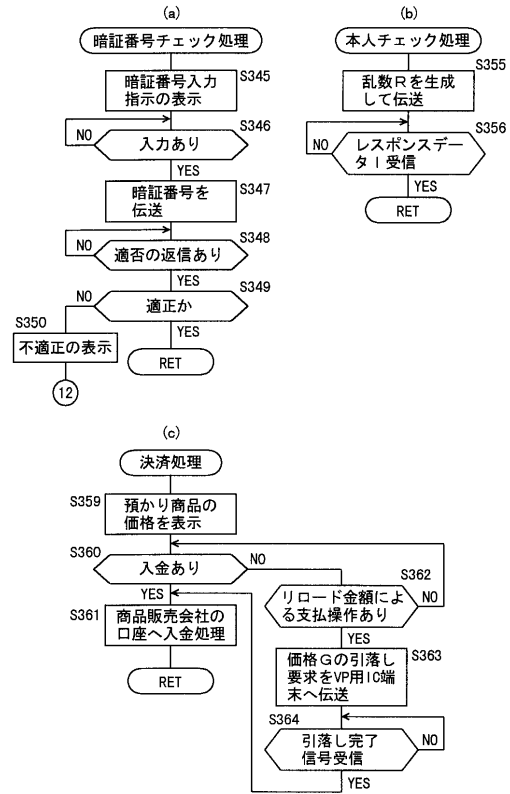 (a)
暗証番号チェック処理
S345
暗証番号入力
指示の表示
S346
NO
入力あり
YES
S347
暗証番号を
伝送
S348
NO
適否の返信あり
YES
S349
NO
適正か
YES
S350
不適正の表示
RET
12
(b)
本人チェック処理
S355
乱数Rを生成
して伝送
S356
NO
レスポンスデー
タI受信
YES
RET
(c)
決済処理
S359
預かり商品の
価格を表示
S360
入金あり
NO
YES
S361
商品販売会社の
口座へ入金処理
RET
S362
リロード金額によ
る支払操作あり
NO
YES
S363
価格Gの引落し
要求をVP用IC端
末へ伝送
S364
引落し完了
信号受信
NO
YES